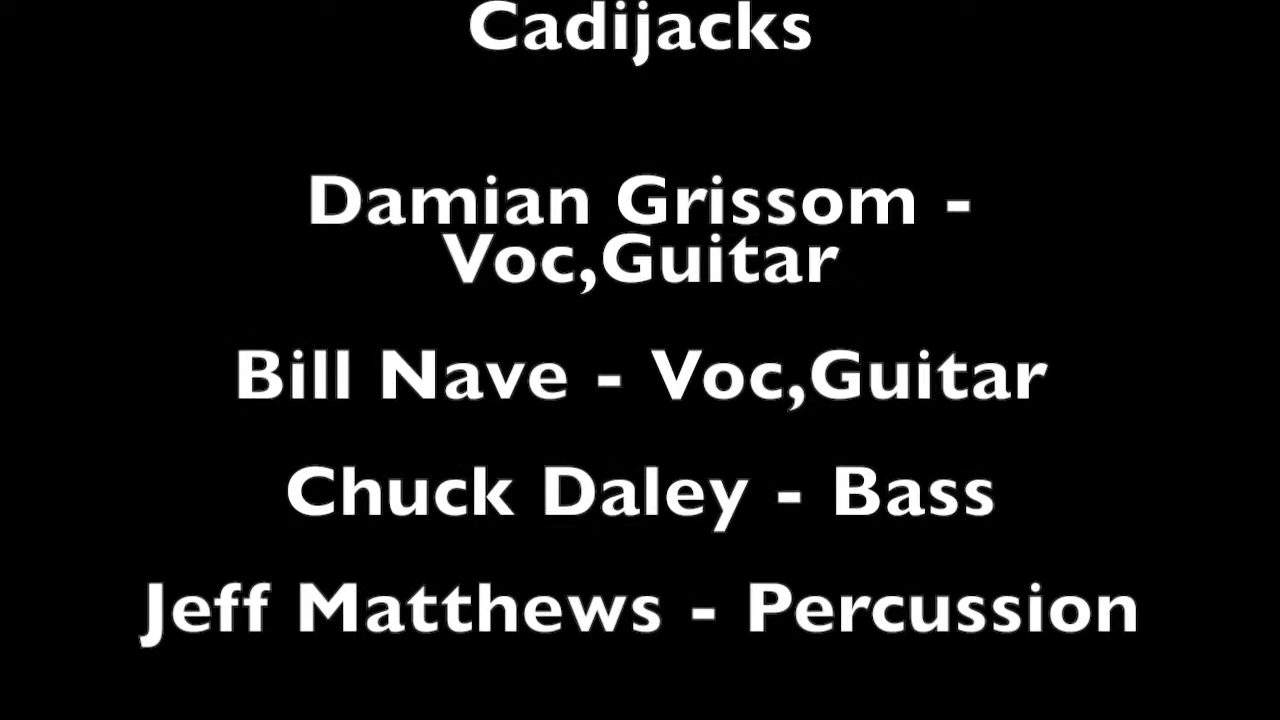 Cadijacks
Damian Grissom -
Voc,Guitar
Bill Nave - Voc,Guitar
Chuck Daley - Bass
Jeff Matthews - Percussion